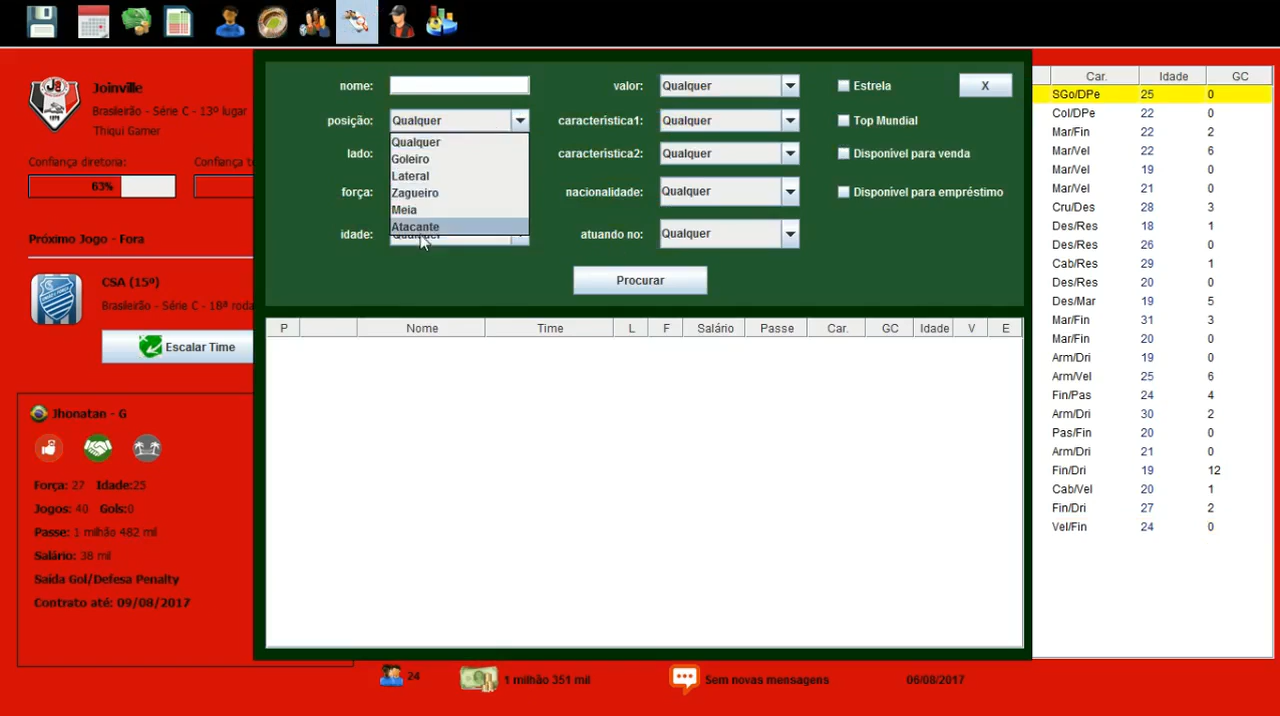 Joinville
Brasileirão - Série C - 13º lugar
Thiqui Gamer
Confiança diretoria:
Confiança t
63%
Próximo Jogo - Fora
CSA (15º)
Brasileirão - Série C - 18ª roda
Escalar Time
Jhonatan - G
Força: 27 Idade:25
Jogos: 40 Gols:0
Passe: 1 milhão 482 mil
Salário: 38 mil
Saída Gol/Defesa Penalty
Contrato até: 09/08/2017
nome:
valor: Qualquer
Estrela
X
posição: Qualquer
característica1: Qualquer
Top Mundial
Qualquer
Goleiro
Lateral
Zagueiro
Meia
Atacante
lado:
característica2: Qualquer
Disponível para venda
força:
nacionalidade: Qualquer
Disponível para empréstimo
idade: Qualquer
atuando no: Qualquer
Procurar
P Nome Time L F Salário Passe Car. GC Idade V E
Car. Idade GC
SGo/DPe 25 0
Col/DPe 22 0
Mar/Fin 22 2
Mar/Vel 22 6
Mar/Vel 19 0
Mar/Vel 21 0
Cru/Des 28 3
Des/Res 18 1
Des/Res 26 0
Cab/Res 29 1
Des/Res 20 0
Des/Mar 19 5
Mar/Fin 31 3
Mar/Fin 20 0
Arm/Dri 19 0
Arm/Vel 25 6
Fin/Pas 24 4
Arm/Dri 30 2
Pas/Fin 20 0
Arm/Dri 21 0
Fin/Dri 19 12
Cab/Vel 20 1
Fin/Dri 27 2
Vel/Fin 24 0
24
1 milhão 351 mil
Sem novas mensagens
06/08/2017